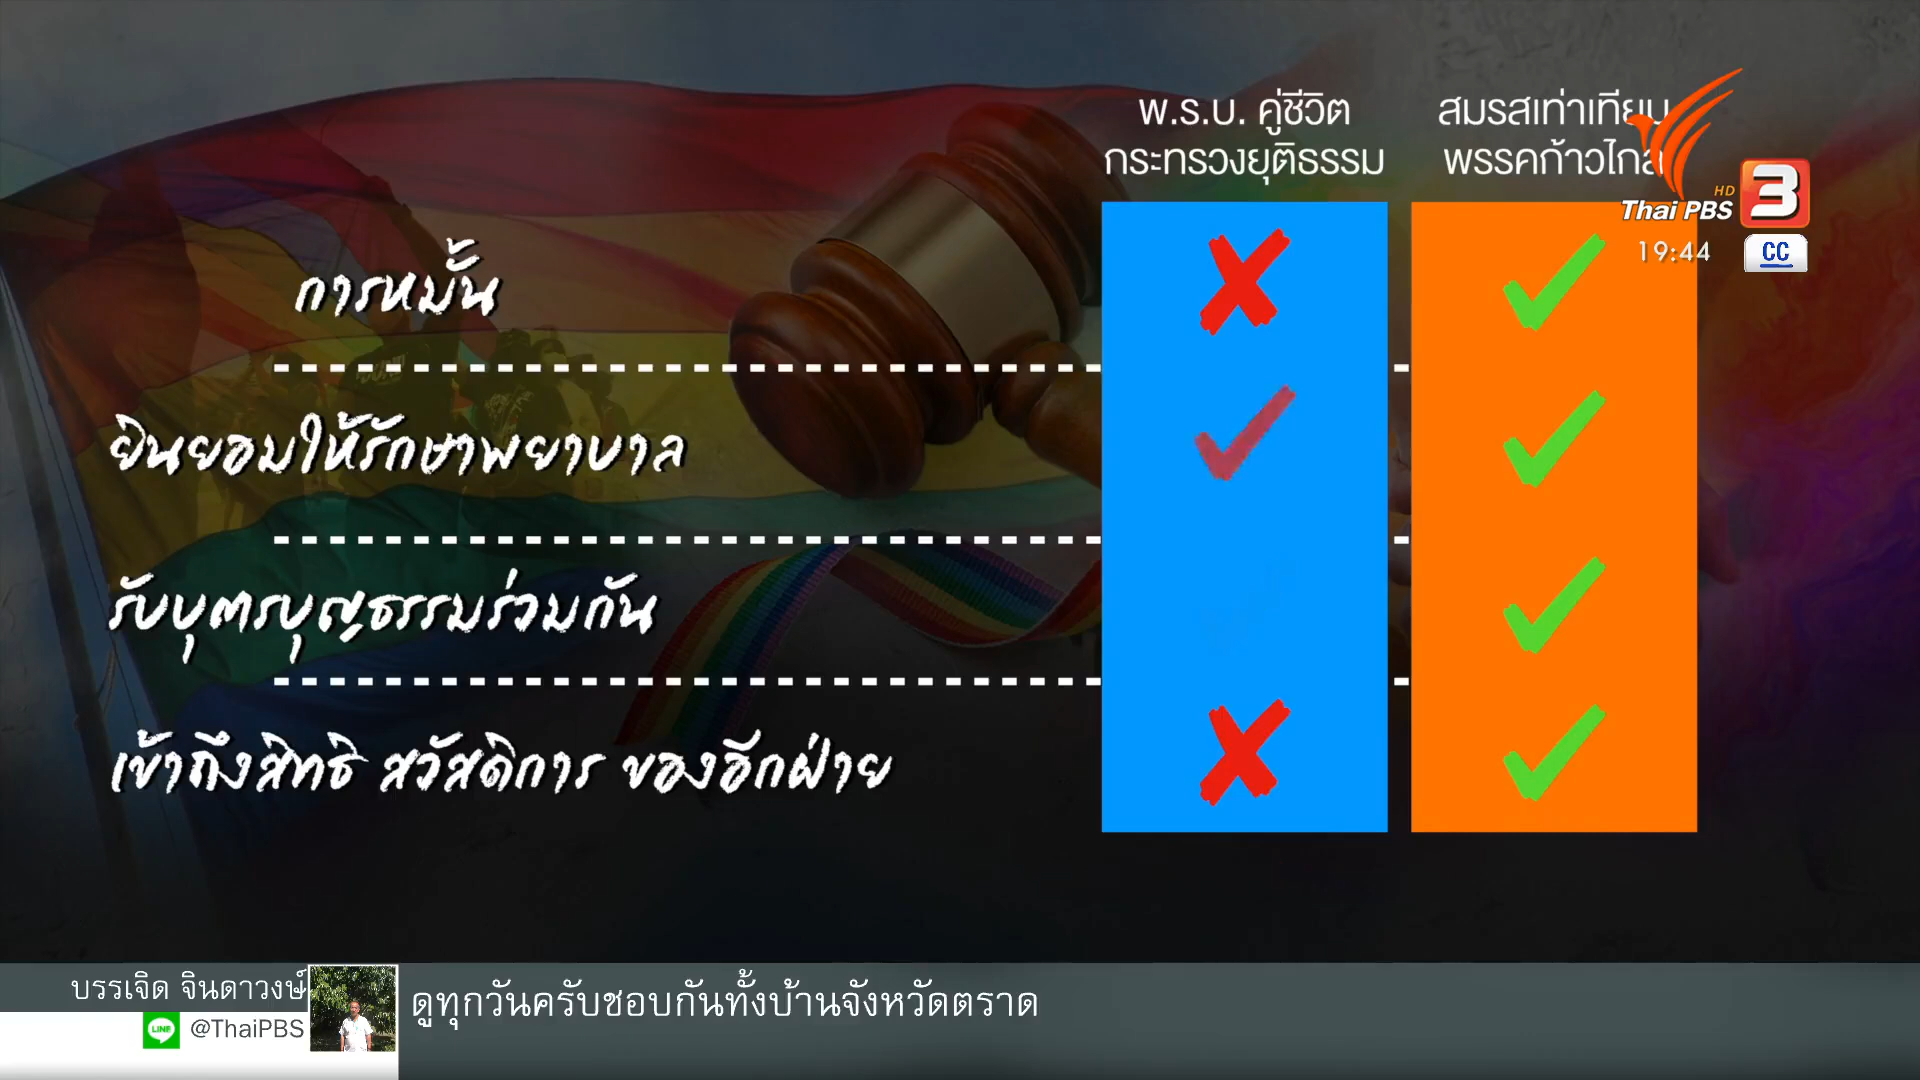 พ.ร.บ. คู่ชีวิต
กระทรวงยุติธรรม
สมรสเท่าเทียม
พรรคก้าวไกล
HD
Thai PBS 3
19:44 CC
การหมั้น
ยินยอมให้รักษาพยาบาล
รับบุตรบุญธรรมร่วมกัน
เข้าถึงสิทธิ สวัสดิการ ของอีกฝ่าย
บรรเจิด จินดาวงษ์
LINE @ThaiPBS
ดูทุกวันครับชอบกันทั้งบ้านจังหวัดตราด